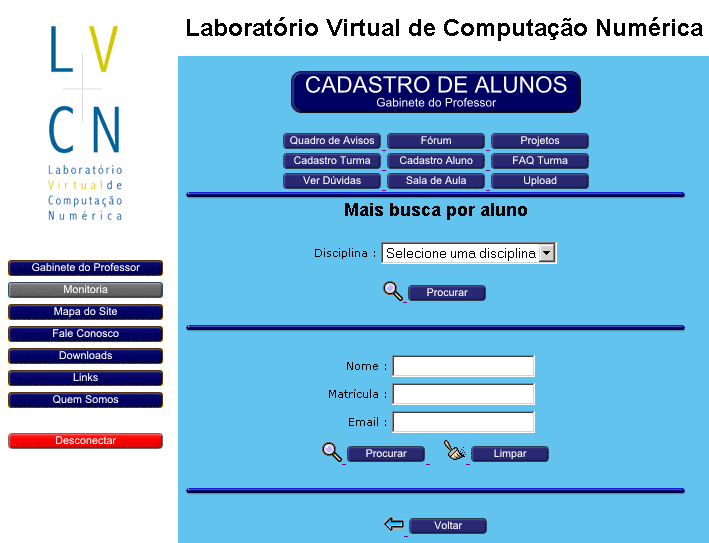 LV
CN
Laboratório
Virtual de
Computação
Numérica
Laboratório Virtual de Computação Numérica
CADASTRO DE ALUNOS
Gabinete do Professor
Quadro de Avisos Fórum Projetos
Cadastro Turma Cadastro Aluno FAQ Turma
Ver Dúvidas Sala de Aula Upload
Mais busca por aluno
Disciplina : Selecione uma disciplina
Procurar
Nome :
Matrícula :
Email :
Procurar Limpar
Voltar
Gabinete do Professor
Monitoria
Mapa do Site
Fale Conosco
Downloads
Links
Quem Somos
Desconectar